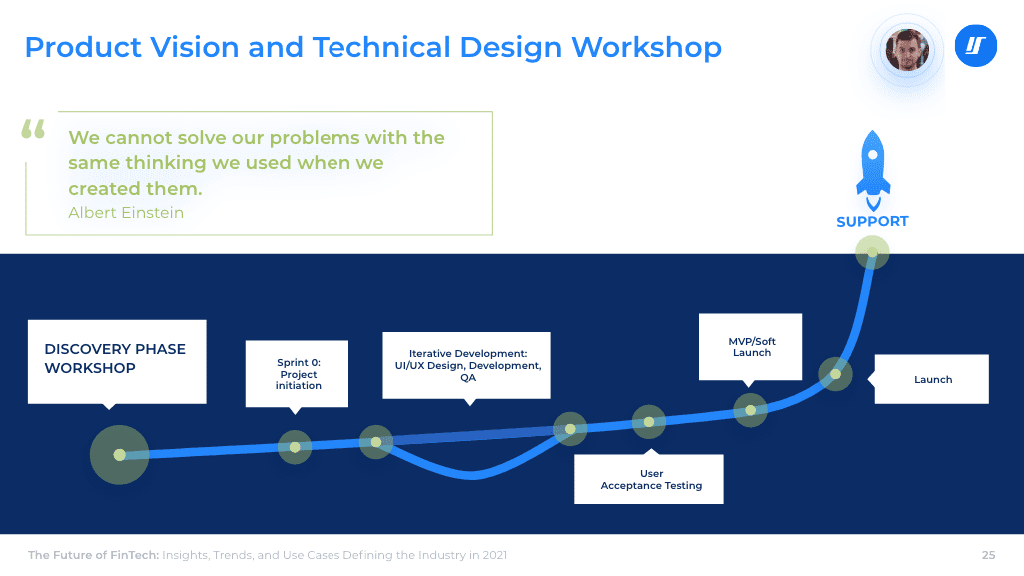 Product Vision and Technical Design Workshop
“
We cannot solve our problems with the
same thinking we used when we
created them.
Albert Einstein
SUPPORT
DISCOVERY PHASE
WORKSHOP
Sprint 0:
Project
initiation
Iterative Development:
UI/UX Design, Development,
QA
User
Acceptance Testing
MVP/Soft
Launch
Launch
The Future of FinTech: Insights, Trends, and Use Cases Defining the Industry in 2021
25